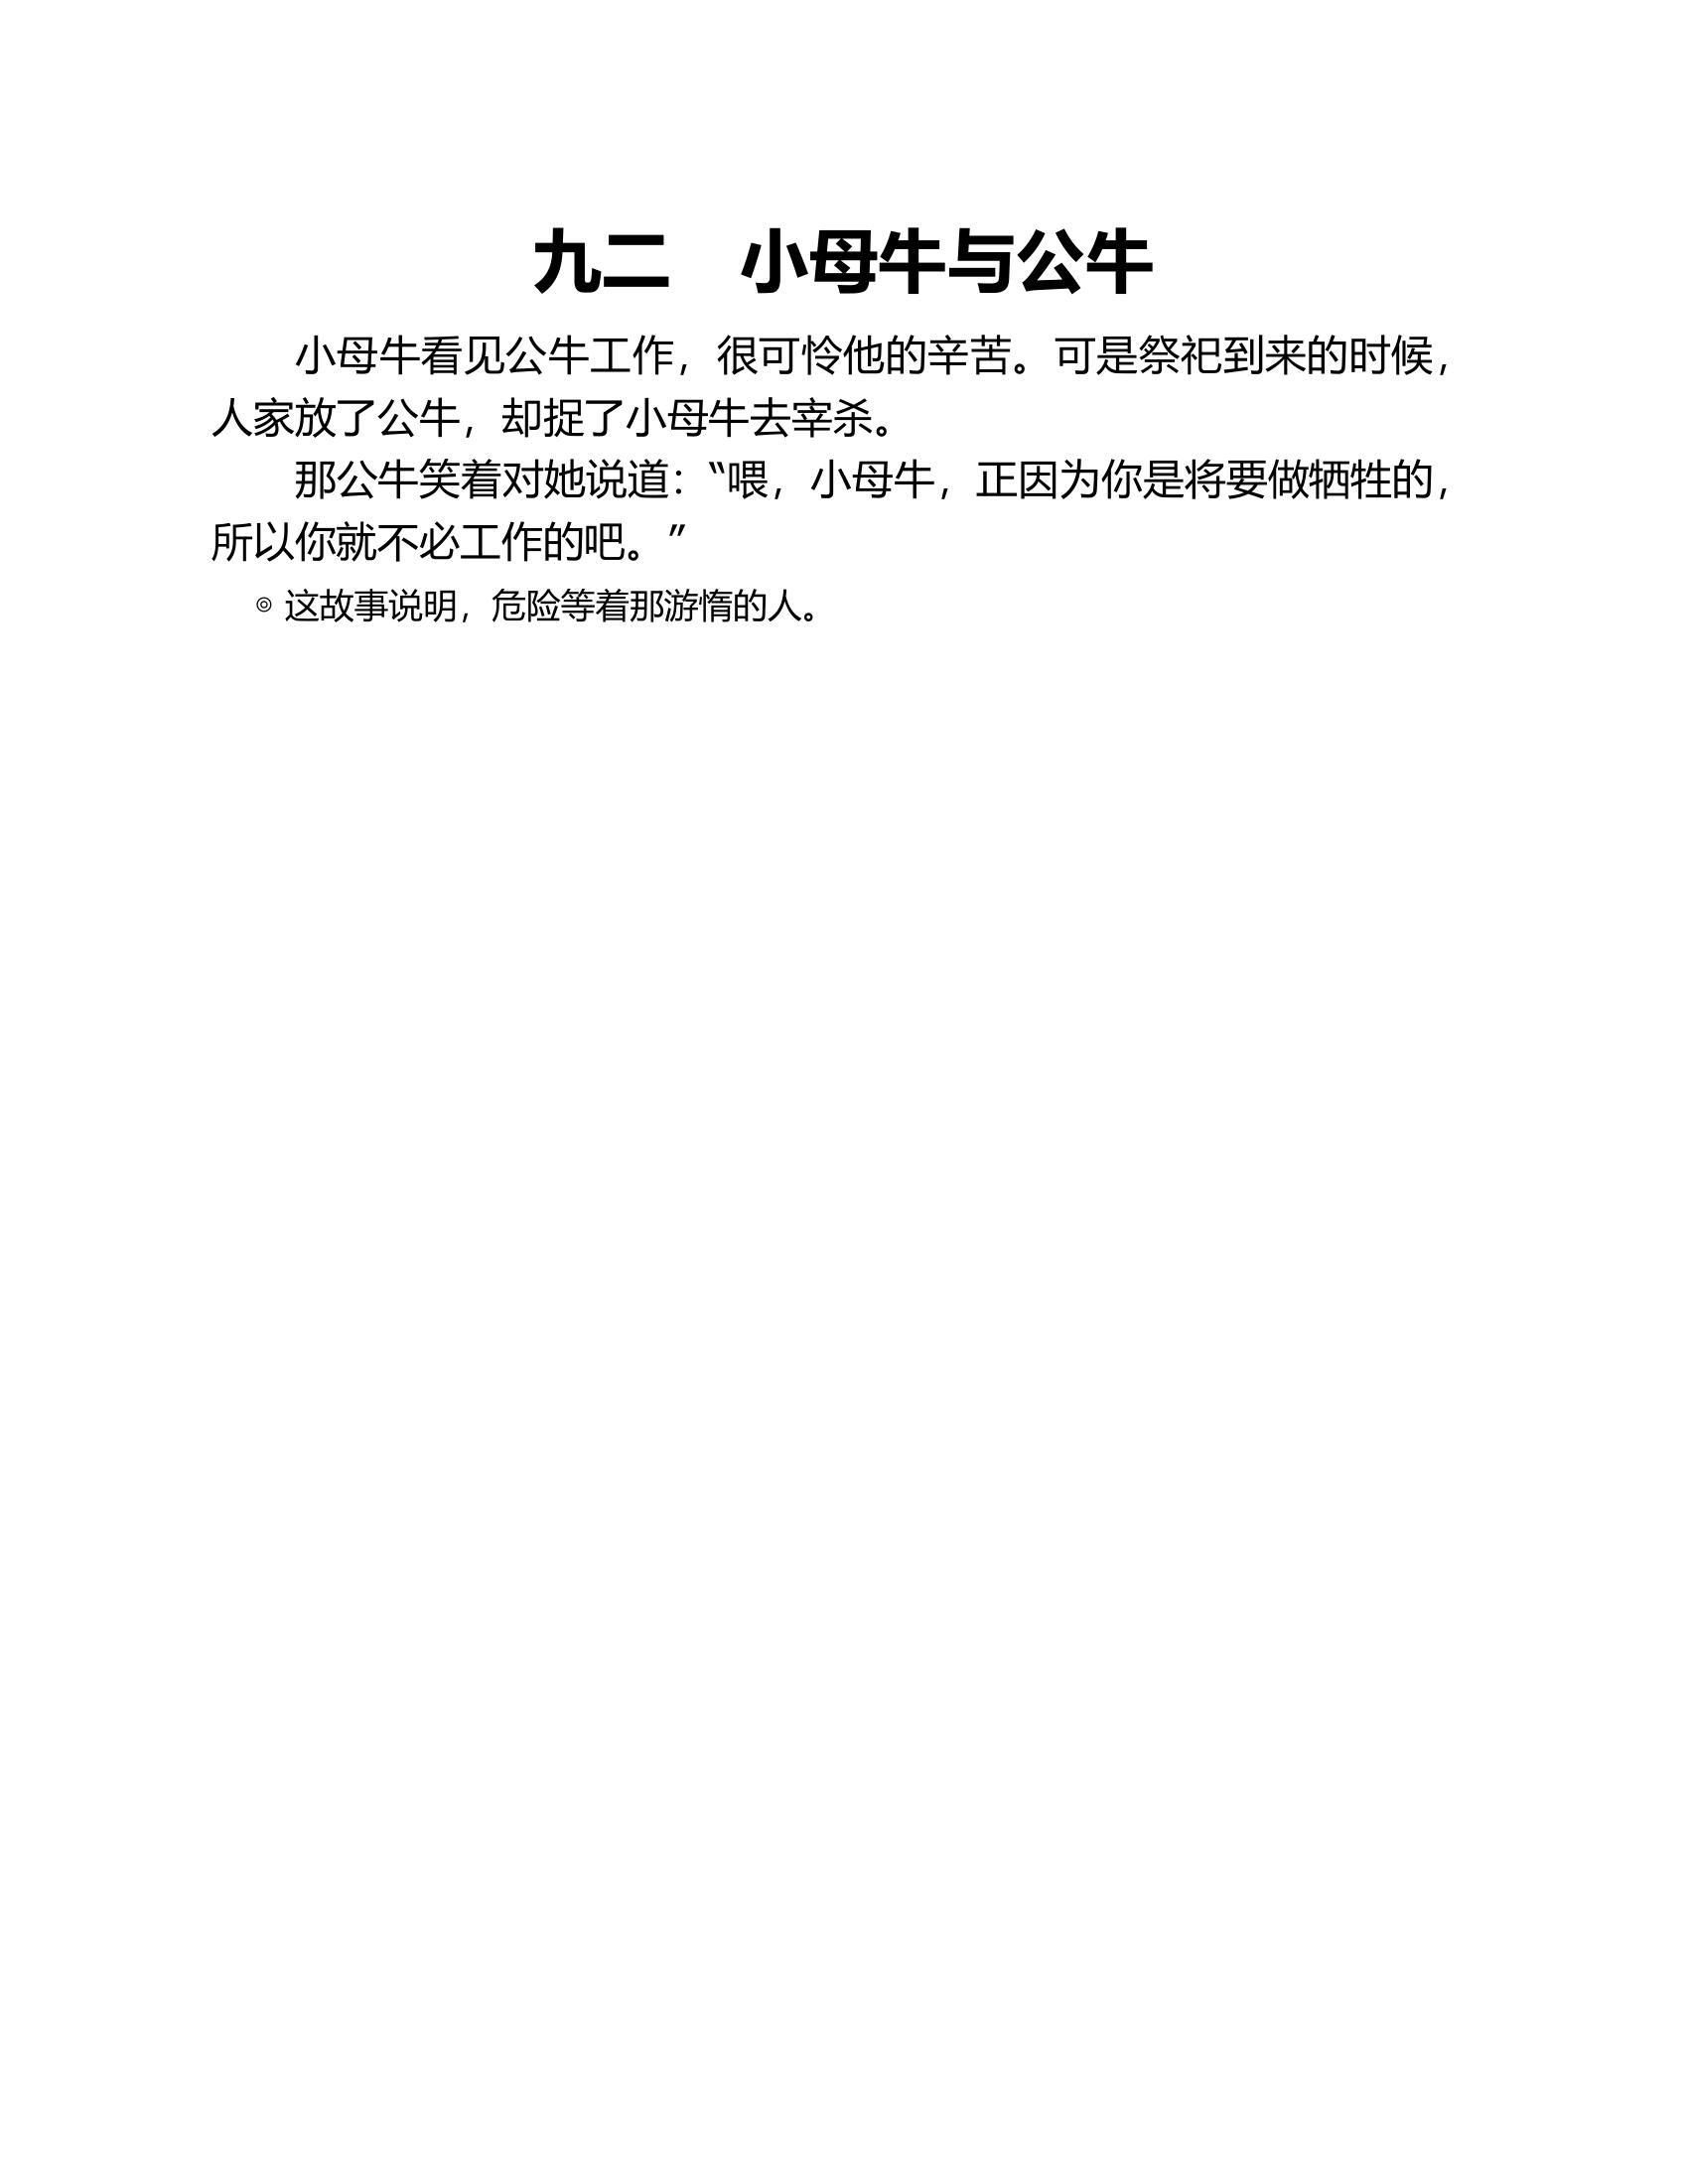 九二　小母牛与公牛
小母牛看见公牛工作，很可怜他的辛苦。可是祭祀到来的时候，
人家放了公牛，却捉了小母牛去宰杀。
那公牛笑着对她说道：“喂，小母牛，正因为你是将要做牺牲的，
所以你就不必工作的吧。”
◎ 这故事说明，危险等着那游惰的人。